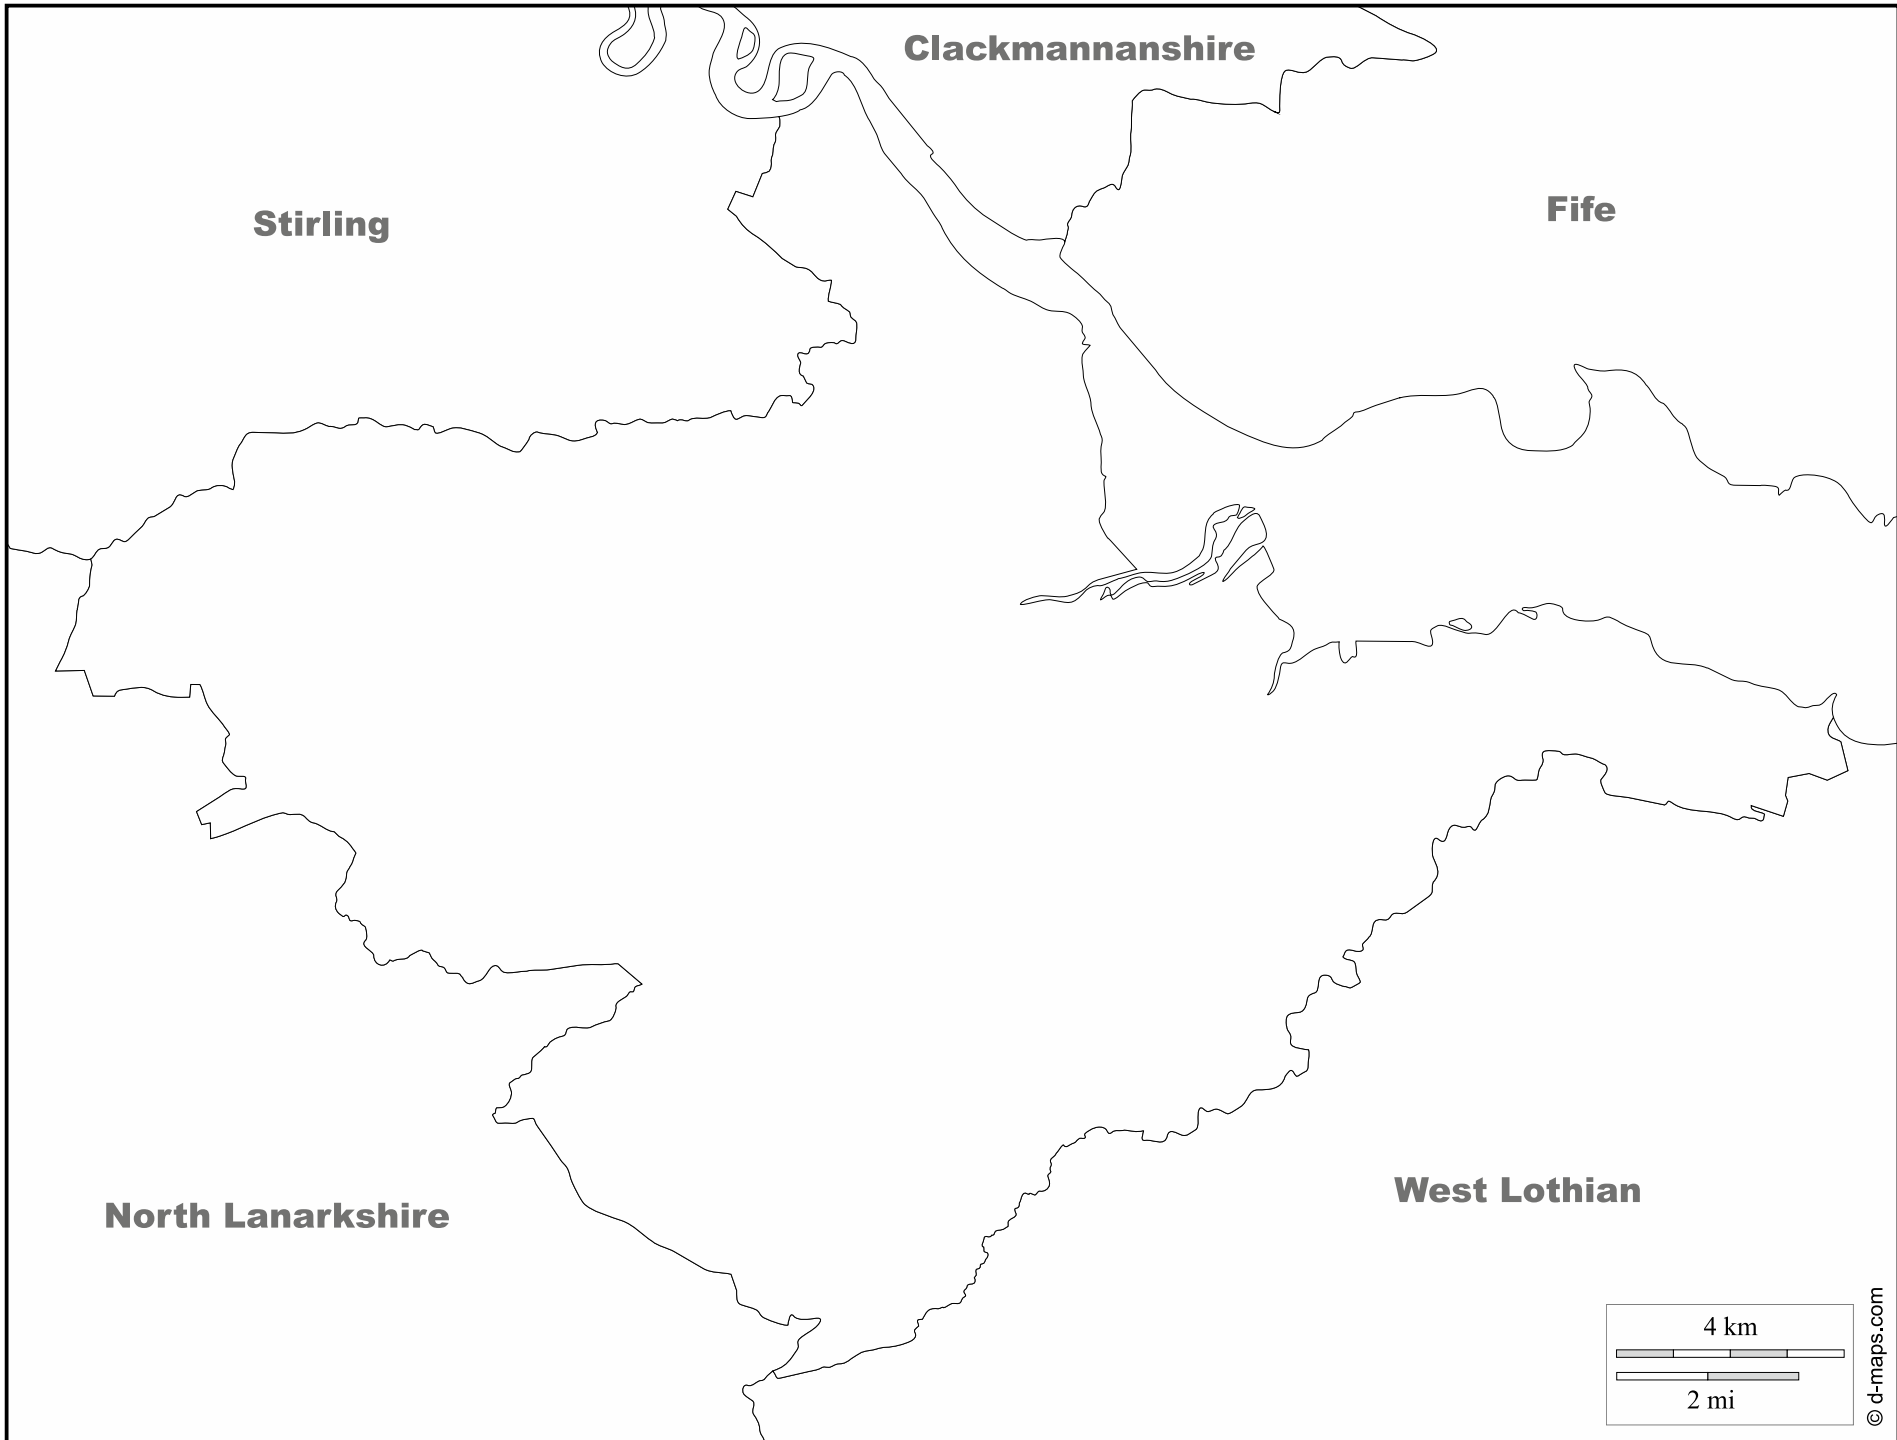 Clackmannanshire
Stirling
Fife
North Lanarkshire
West Lothian
4 km
2 mi
© d-maps.com